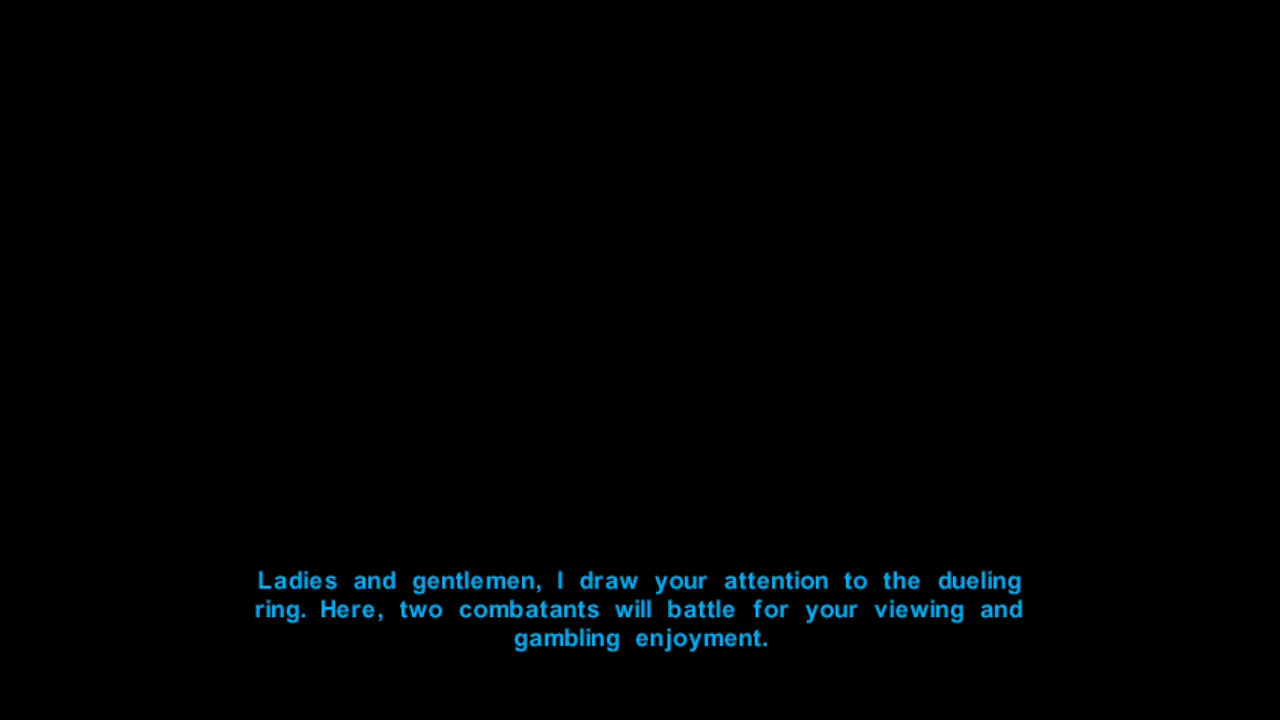 Ladies and gentlemen, I draw your attention to the dueling
ring. Here, two combatants will battle for your viewing and
gambling enjoyment.